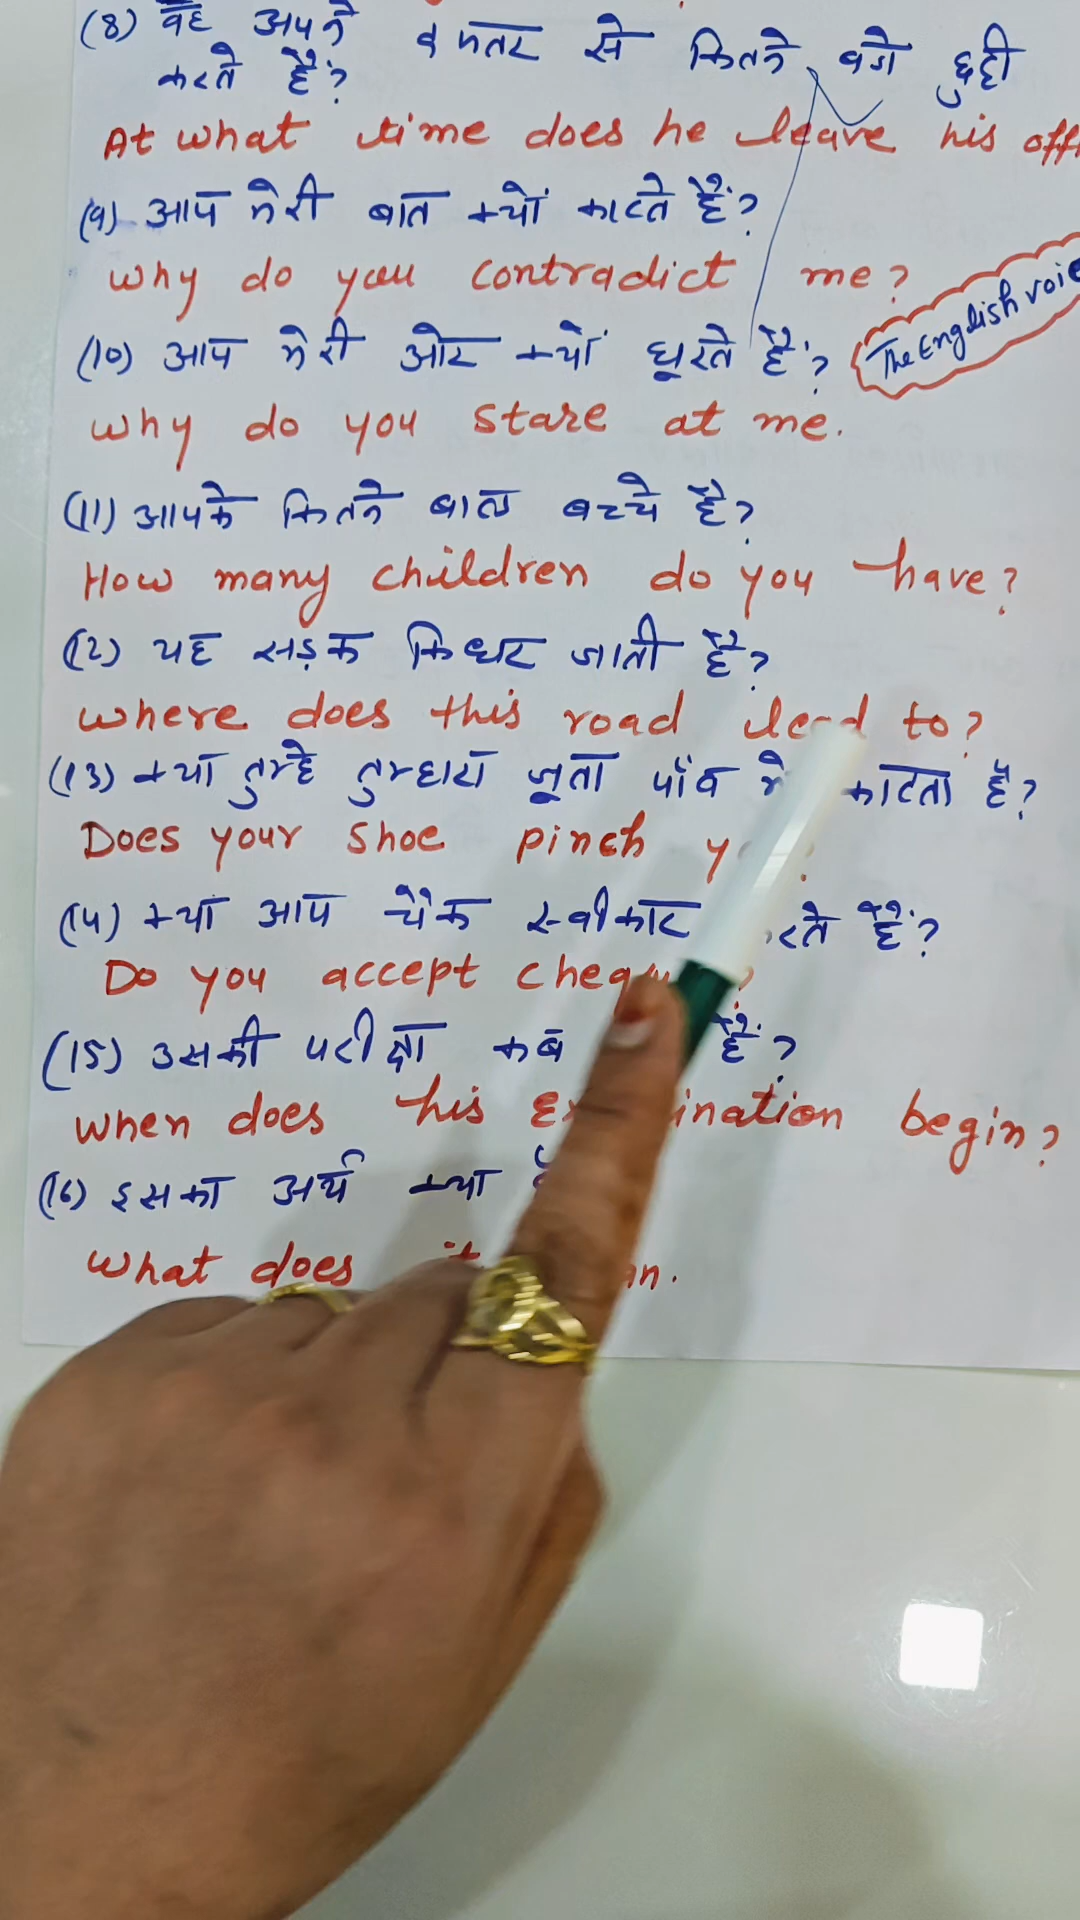 (8) वह अपने दफ्तर से कितने बजे छुट्टी
करते हैं?
At what time does he leave his
(9) आप मेरी बात क्यों काटते हैं?
Why do you contradict me?
The English
(10) आप मेरी ओर क्यों घूरते हैं?
Why do you stare at me.
(11) आपके कितने बाल बच्चे है?
How many children do you have?
(12) यह सड़क किधर जाती है?
Where does this road lead to?
(13) क्या तुम्हे तुम्हारा जूता पाँव में काटता है?
Does your shoe pinch
(14) क्या आप चैक स्वीकार करते हैं?
Do you accept
(15) उसकी परीक्षा कब हैं?
When does his begin?
(16) इसका अर्थ क्या
What does